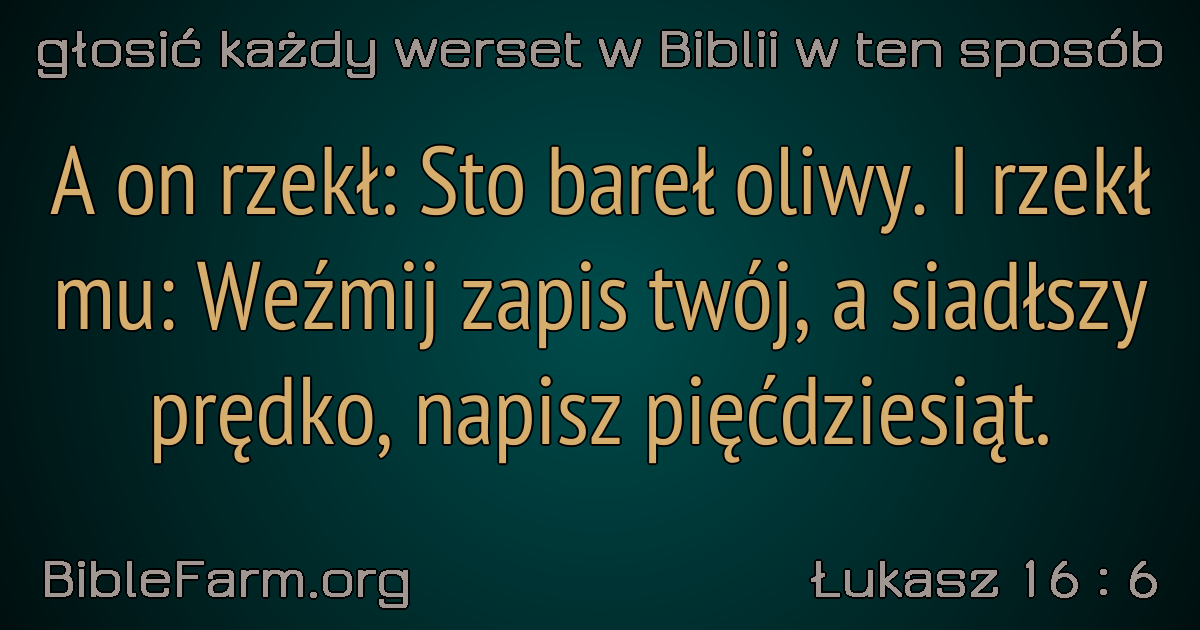 głosić każdy werset w Biblii w ten sposób
A on rzekł: Sto bareł oliwy. I rzekł
mu: Weźmij zapis twój, a siadłszy
prędko, napisz pięćdziesiąt.
BibleFarm.org
Łukasz 16 : 6